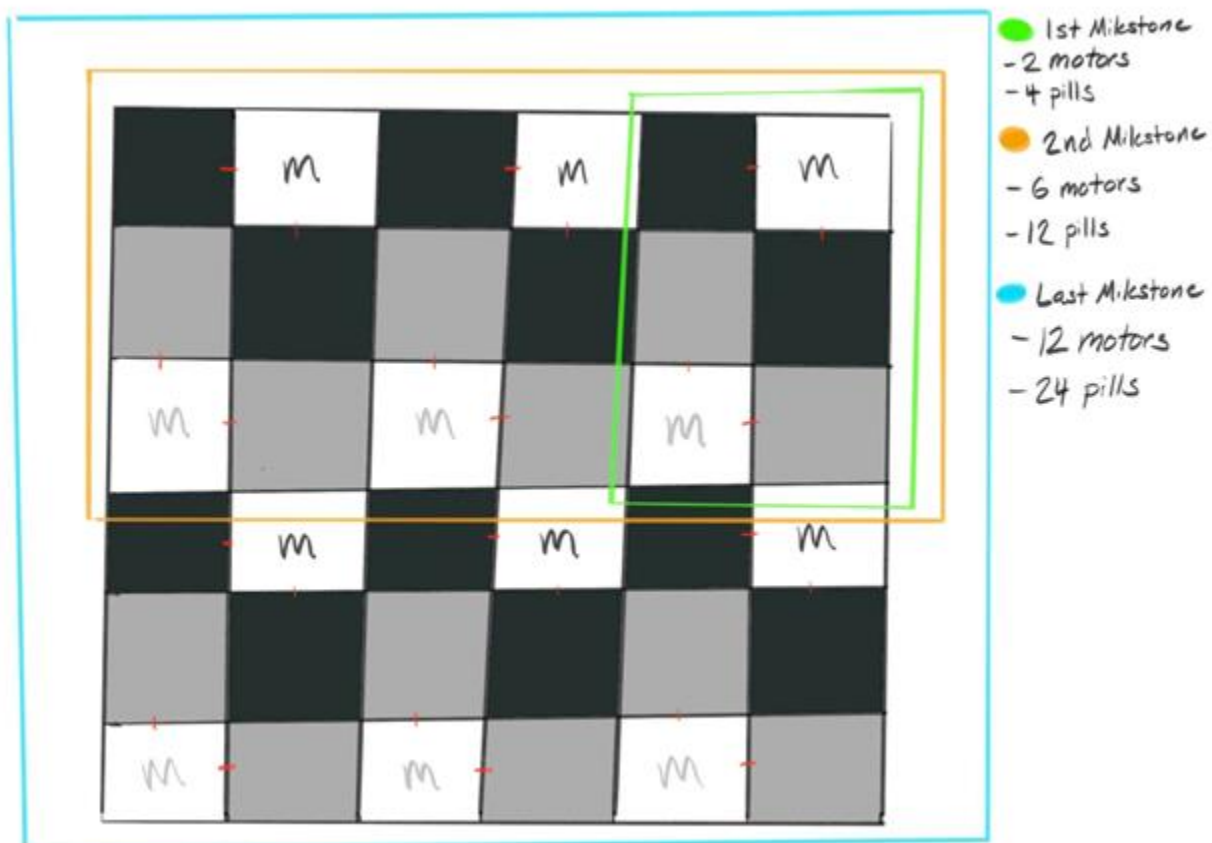 1st Milestone
- 2 motors
- 4 pills
2nd Milestone
- 6 motors
- 12 pills
Last Milestone
- 12 motors
- 24 pills
m m m
m m m
m m m
m m m